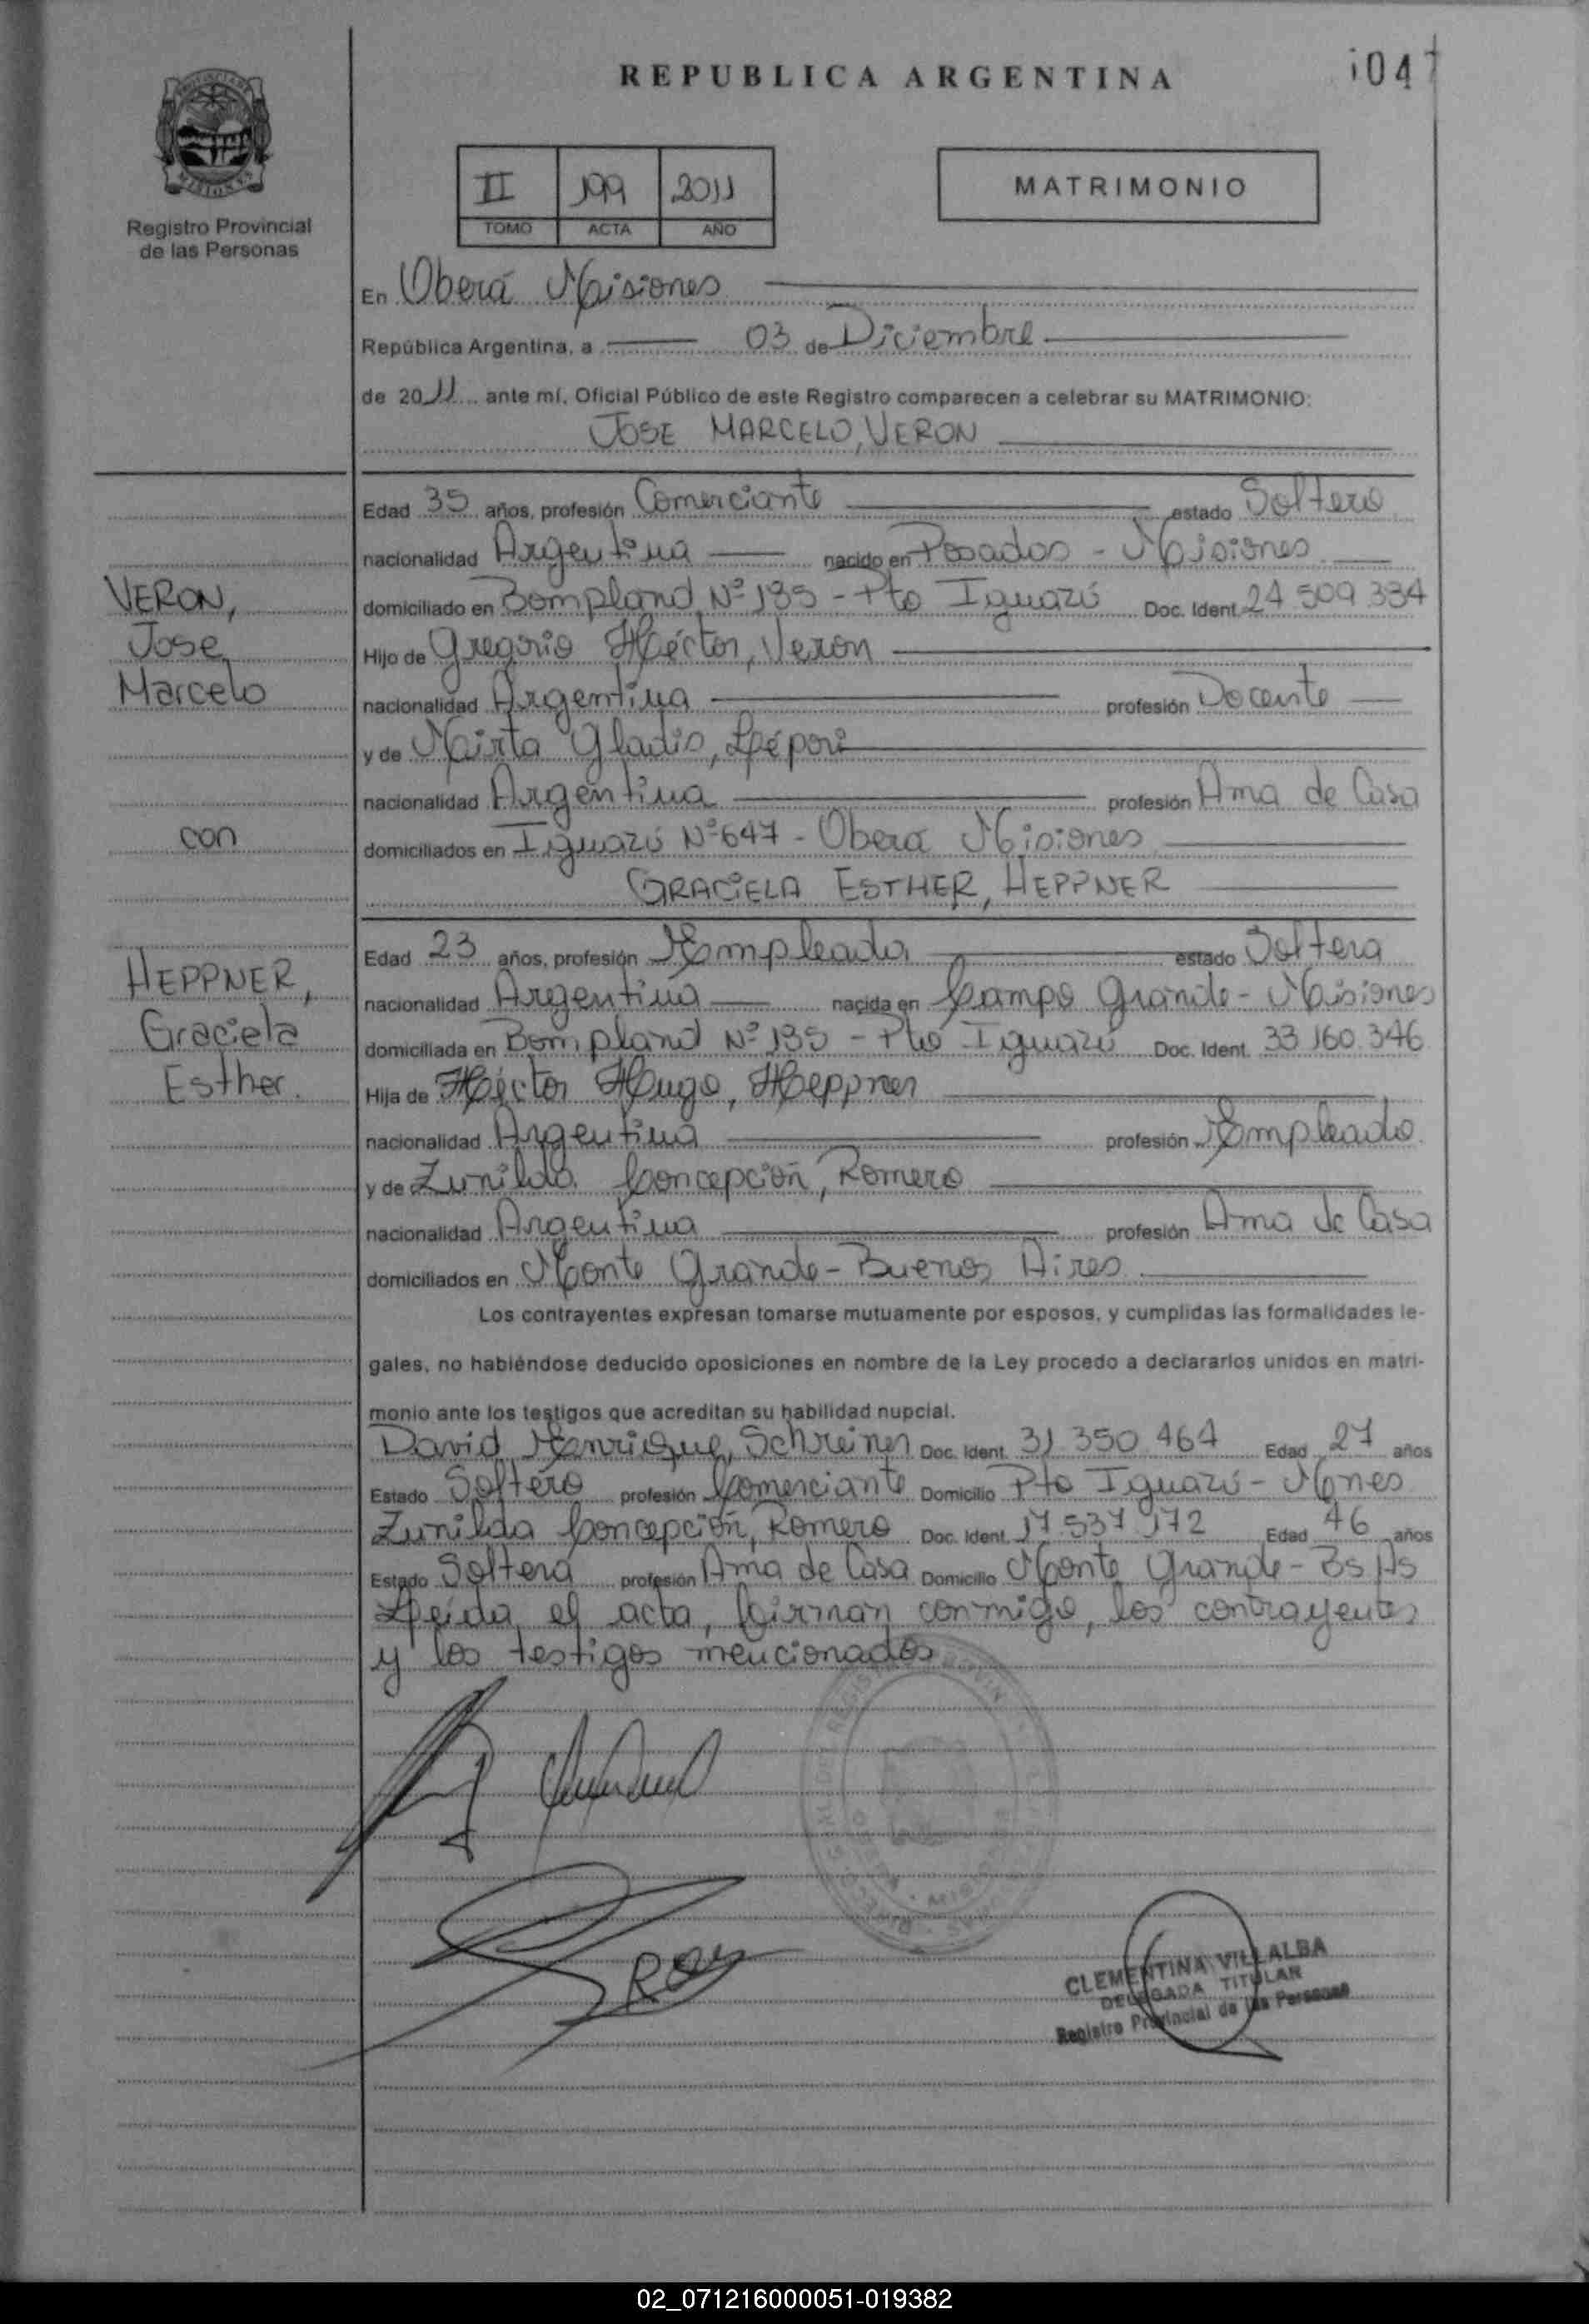 REPUBLICA ARGENTINA
Registro Provincial
de las Personas
II 199 2011
TOMO ACTA AÑO
MATRIMONIO
En Oberá Misiones
República Argentina, a 03 de Diciembre
de 2011 ante mí, Oficial Público de este Registro comparecen a celebrar su MATRIMONIO:
JOSE MARCELO, VERON
VERON,
Jose
Marcelo
con
HEPPNER,
Graciela
Esther.
Edad 35 años, profesión Comerciante estado Soltero
nacionalidad Argentina nacido en Posadas - Misiones
domiciliado en Bompland Nº 135 - Pto Iguazú Doc. Ident. 24 509 334
Hijo de Gregorio Héctor, Veron
nacionalidad Argentina profesión Docente
y de Mirta Gladis, Lépori
nacionalidad Argentina profesión Ama de Casa
domiciliados en Iguazú Nº 647 - Oberá Misiones
GRACIELA ESTHER, HEPPNER
Edad 23 años, profesión Empleada estado Soltera
nacionalidad Argentina nacida en Campo Grande - Misiones
domiciliada en Bompland Nº 135 - Pto Iguazú Doc. Ident. 33 160 346
Hija de Héctor Hugo, Heppner
nacionalidad Argentina profesión Empleado
y de Zunilda Concepción, Romero
nacionalidad Argentina profesión Ama de Casa
domiciliados en Monte Grande - Buenos Aires
Los contrayentes expresan tomarse mutuamente por esposos, y cumplidas las formalidades le-
gales, no habiéndose deducido oposiciones en nombre de la Ley procedo a declararlos unidos en matri-
monio ante los testigos que acreditan su habilidad nupcial.
David Henrique, Schreiner Doc. Ident. 31 350 464 Edad 27 años
Estado Soltero profesión Comerciante Domicilio Pto Iguazú - Mnes
Zunilda Concepción, Romero Doc. Ident. 17 537 172 Edad 46 años
Estado Soltera profesión Ama de Casa Domicilio Monte Grande - Bs As
Leída el acta, firman conmigo, los contrayentes
y los testigos mencionados
CLEMENTINA VILLALBA
DELEGADA TITULAR
Registro Provincial de las Personas
02_071216000051-019382